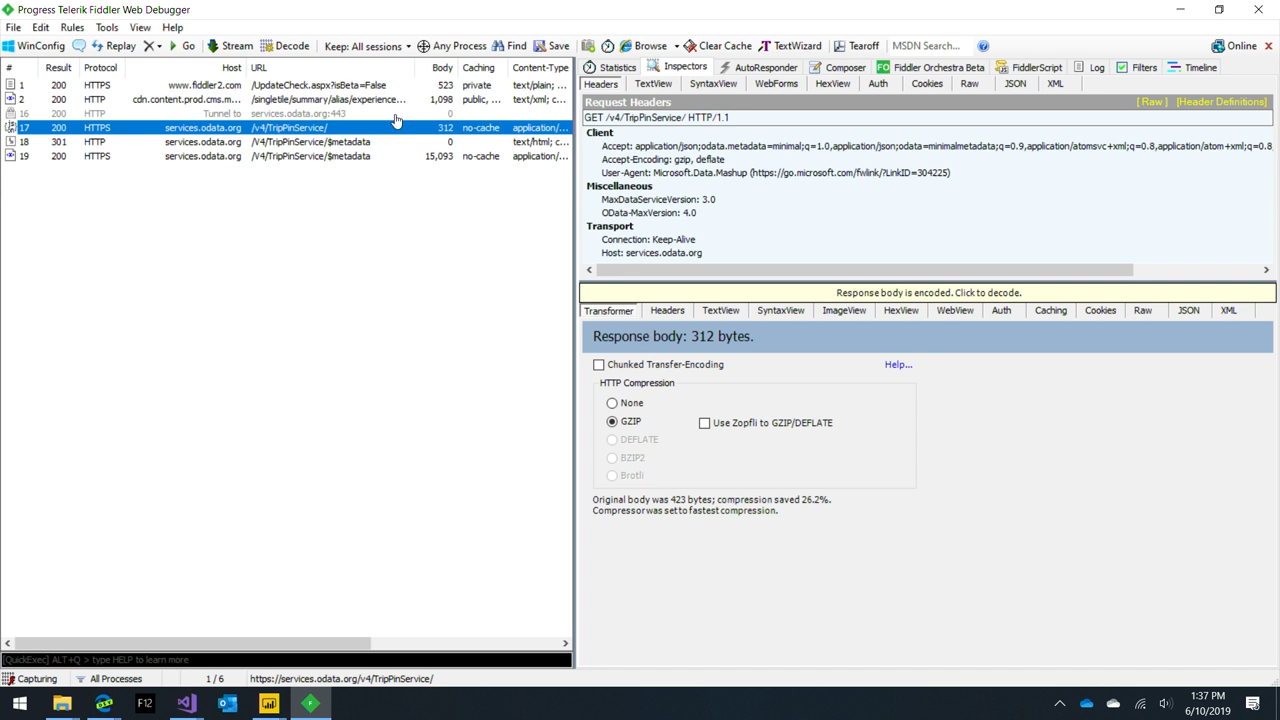 Progress Telerik Fiddler Web Debugger
File Edit Rules Tools View Help
WinConfig Replay Go Stream Decode Keep: All sessions Any Process Find Save Browse Clear Cache TextWizard Tearoff MSDN Search... Online
# Result Protocol Host URL Body Caching Content-Type
1 200 HTTPS www.fiddler2.com /UpdateCheck.aspx?isBeta=False 523 private text/plain; ...
2 200 HTTP cdn.content.prod.cms.m... /singletile/summary/alias/experience... 1,098 public, ... text/xml; c...
16 200 HTTP Tunnel to services.odata.org:443 0
17 200 HTTPS services.odata.org /v4/TripPinService/ 312 no-cache application/...
18 301 HTTP services.odata.org /V4/TripPinService/$metadata 0 text/html; c...
19 200 HTTPS services.odata.org /V4/TripPinService/$metadata 15,093 no-cache application/...
[QuickExec] ALT+Q > type HELP to learn more
Capturing All Processes 1 / 6 https://services.odata.org/v4/TripPinService/
Statistics Inspectors AutoResponder Composer FO Fiddler Orchestra Beta FiddlerScript Log Filters Timeline
Headers TextView SyntaxView WebForms HexView Auth Cookies Raw JSON XML
Request Headers [ Raw ] [Header Definitions]
GET /v4/TripPinService/ HTTP/1.1
Client
Accept: application/json;odata.metadata=minimal;q=1.0,application/json;odata=minimalmetadata;q=0.9,application/atomsvc+xml;q=0.8,application/atom+xml;q=0.8,
Accept-Encoding: gzip, deflate
User-Agent: Microsoft.Data.Mashup (https://go.microsoft.com/fwlink/?LinkID=304225)
Miscellaneous
MaxDataServiceVersion: 3.0
OData-MaxVersion: 4.0
Transport
Connection: Keep-Alive
Host: services.odata.org
Response body is encoded. Click to decode.
Transformer Headers TextView SyntaxView ImageView HexView WebView Auth Caching Cookies Raw JSON XML
Response body: 312 bytes.
Chunked Transfer-Encoding Help...
HTTP Compression
None
GZIP Use Zopfli to GZIP/DEFLATE
DEFLATE
BZIP2
Brotli
Original body was 423 bytes; compression saved 26.2%.
Compressor was set to fastest compression.
F12
1:37 PM
6/10/2019